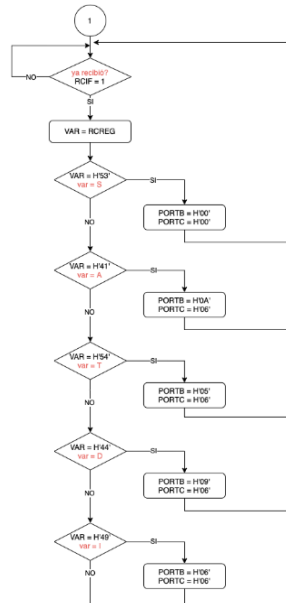 1
ya recibió?
RCIF = 1
NO
SI
VAR = RCREG
VAR = H'53'
var = S
SI
PORTB = H'00'
PORTC = H'00'
NO
VAR = H'41'
var = A
SI
PORTB = H'0A'
PORTC = H'06'
NO
VAR = H'54'
var = T
SI
PORTB = H'05'
PORTC = H'06'
NO
VAR = H'44'
var = D
SI
PORTB = H'09'
PORTC = H'06'
NO
VAR = H'49'
var = I
SI
PORTB = H'06'
PORTC = H'06'
NO